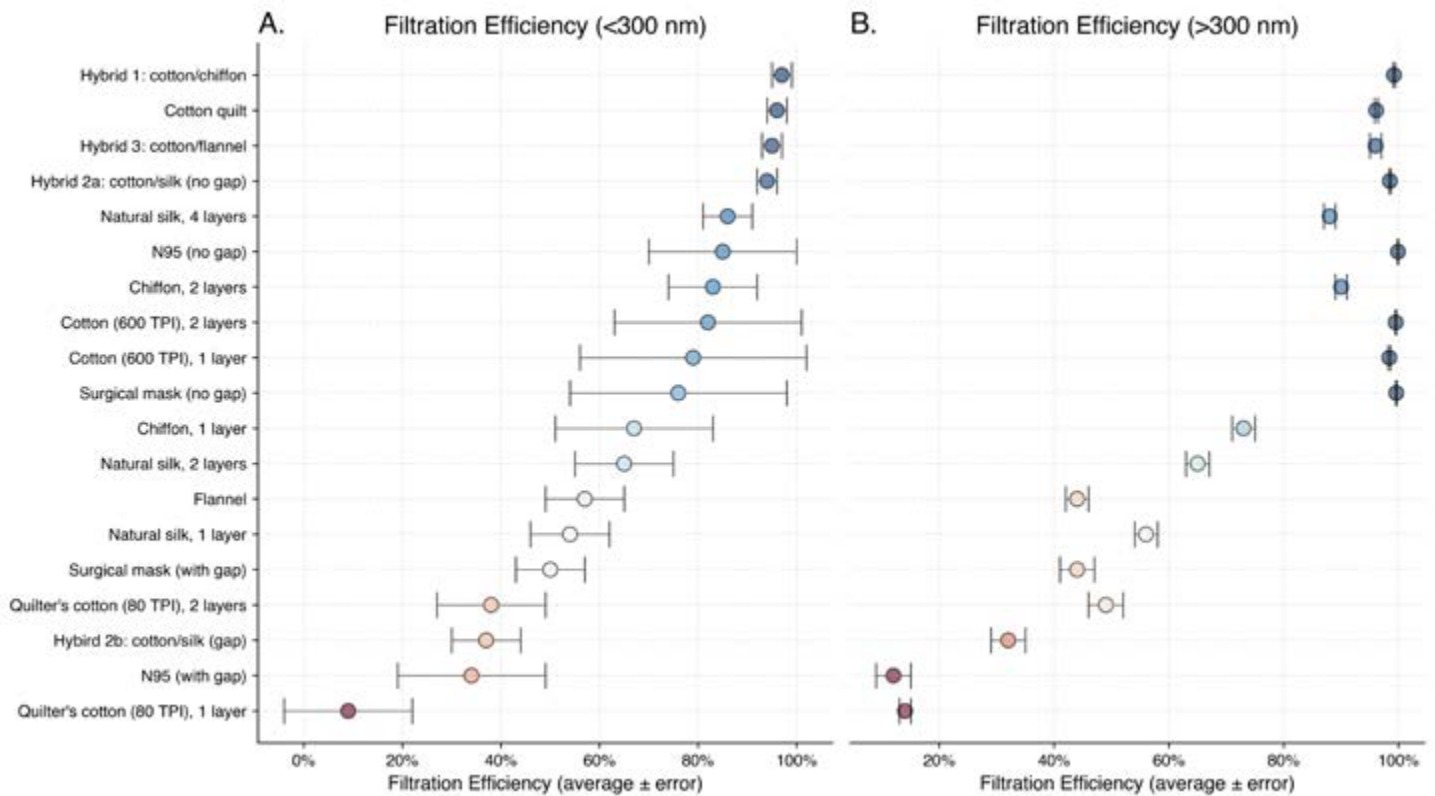 A.
Filtration Efficiency (<300 nm)
B.
Filtration Efficiency (>300 nm)
Hybrid 1: cotton/chiffon
Cotton quilt
Hybrid 3: cotton/flannel
Hybrid 2a: cotton/silk (no gap)
Natural silk, 4 layers
N95 (no gap)
Chiffon, 2 layers
Cotton (600 TPI), 2 layers
Cotton (600 TPI), 1 layer
Surgical mask (no gap)
Chiffon, 1 layer
Natural silk, 2 layers
Flannel
Natural silk, 1 layer
Surgical mask (with gap)
Quilter's cotton (80 TPI), 2 layers
Hybird 2b: cotton/silk (gap)
N95 (with gap)
Quilter's cotton (80 TPI), 1 layer
0% 20% 40% 60% 80% 100%
20% 40% 60% 80% 100%
Filtration Efficiency (average ± error)
Filtration Efficiency (average ± error)